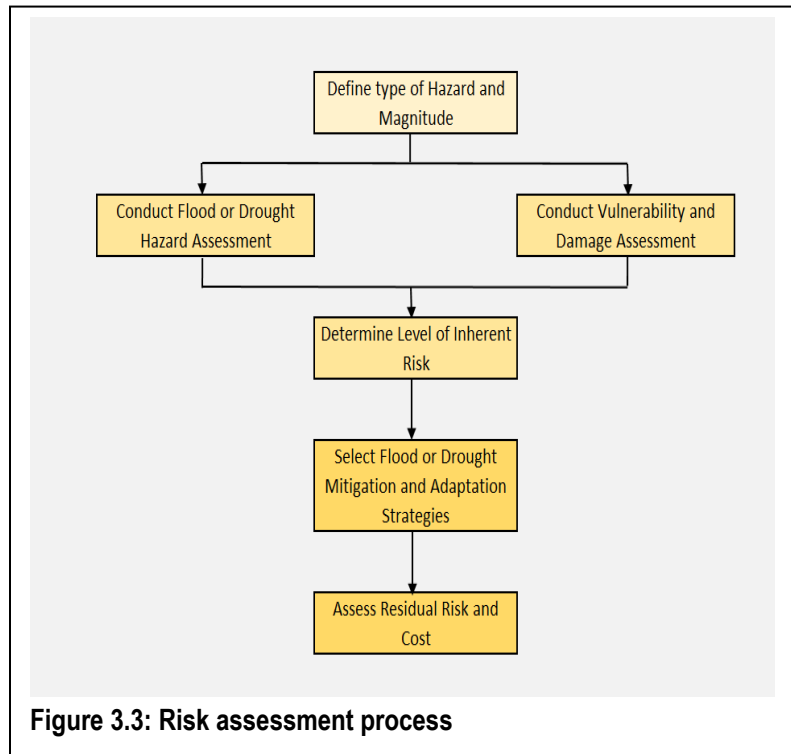 Define type of Hazard and
Magnitude
Conduct Flood or Drought
Hazard Assessment
Conduct Vulnerability and
Damage Assessment
Determine Level of Inherent
Risk
Select Flood or Drought
Mitigation and Adaptation
Strategies
Assess Residual Risk and
Cost
Figure 3.3: Risk assessment process